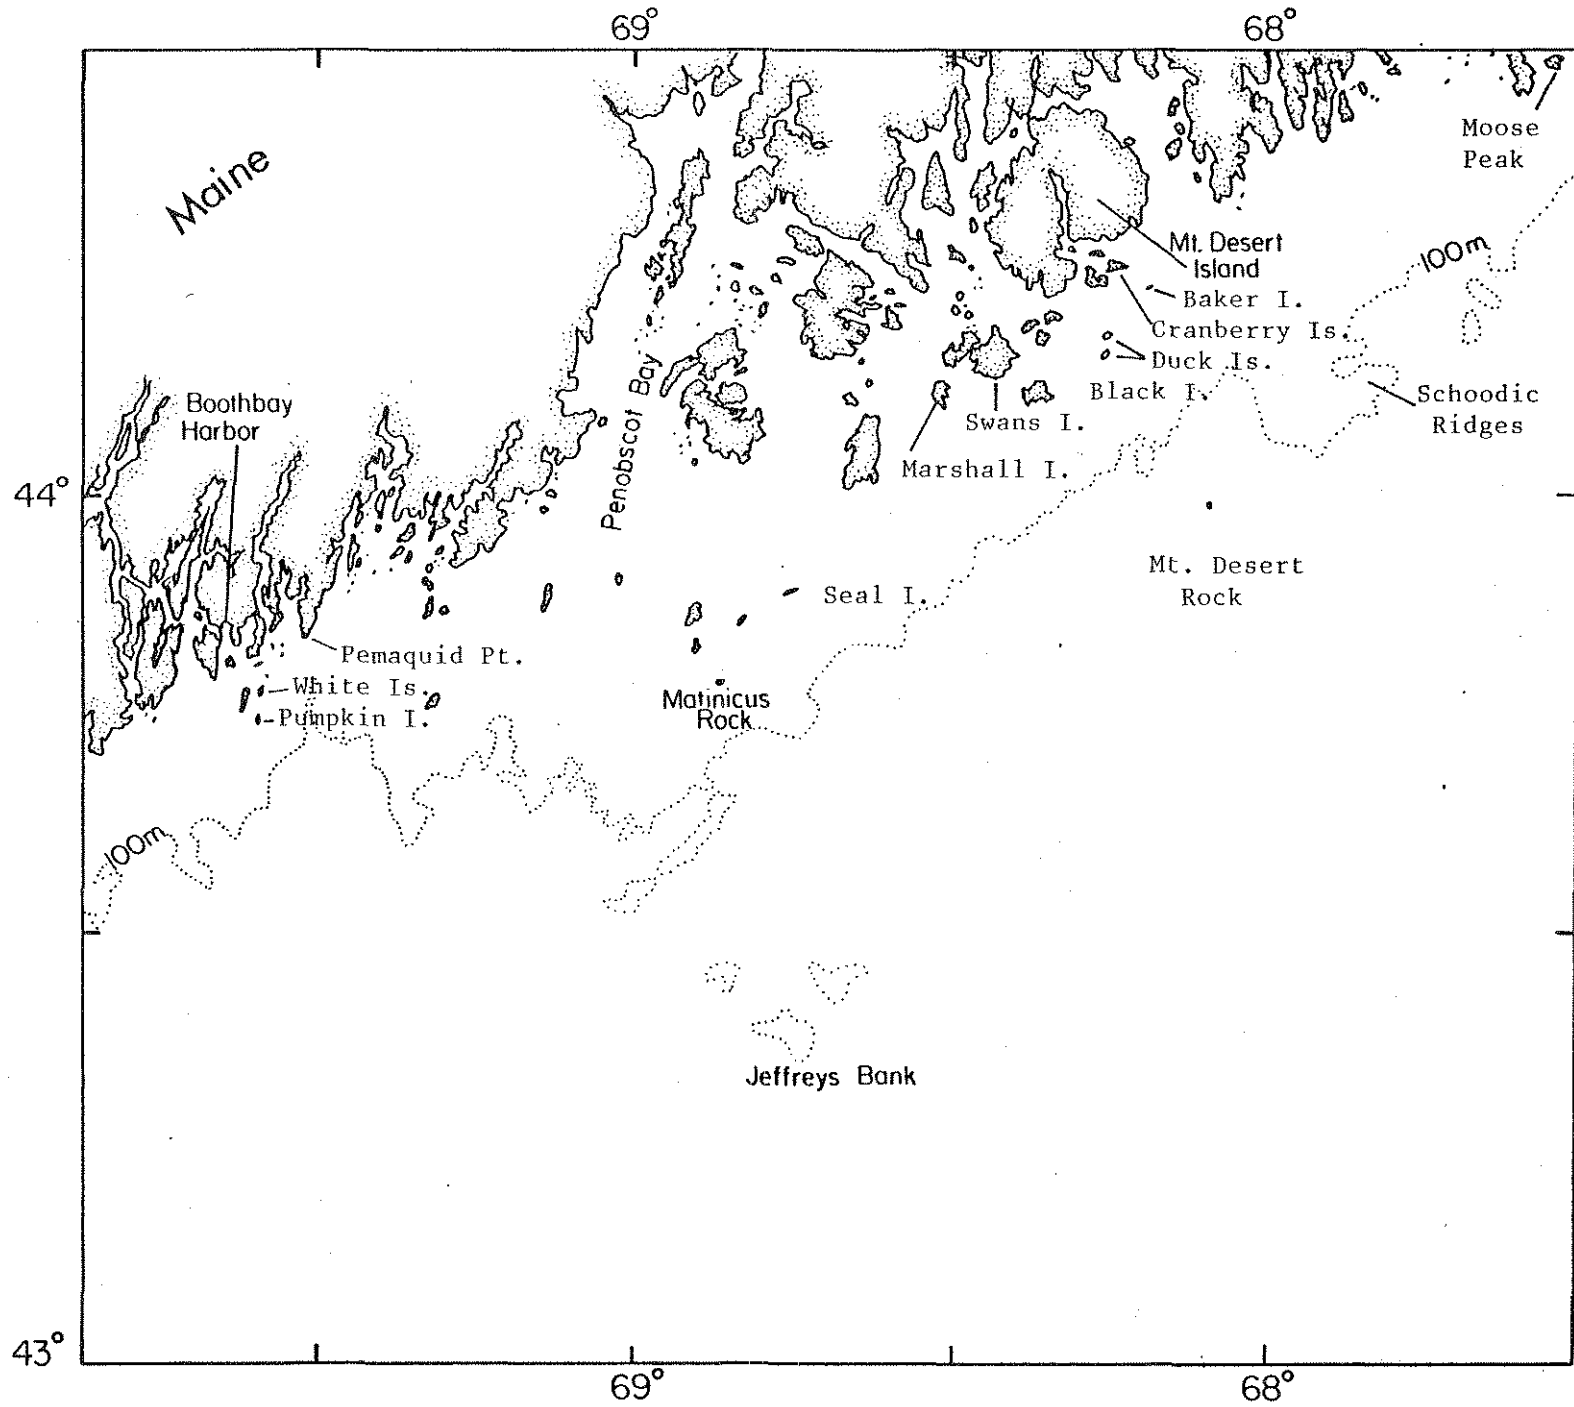 69°
68°
Maine
Moose
Peak
100m
Mt. Desert
Island
Baker I.
Cranberry Is.
Duck Is.
Black I.
Schoodic
Ridges
Swans I.
Marshall I.
Penobscot Bay
Boothbay
Harbor
44°
Mt. Desert
Rock
Seal I.
Pemaquid Pt.
White Is.
Pumpkin I.
Matinicus
Rock
100m
Jeffreys Bank
43°
69°
68°